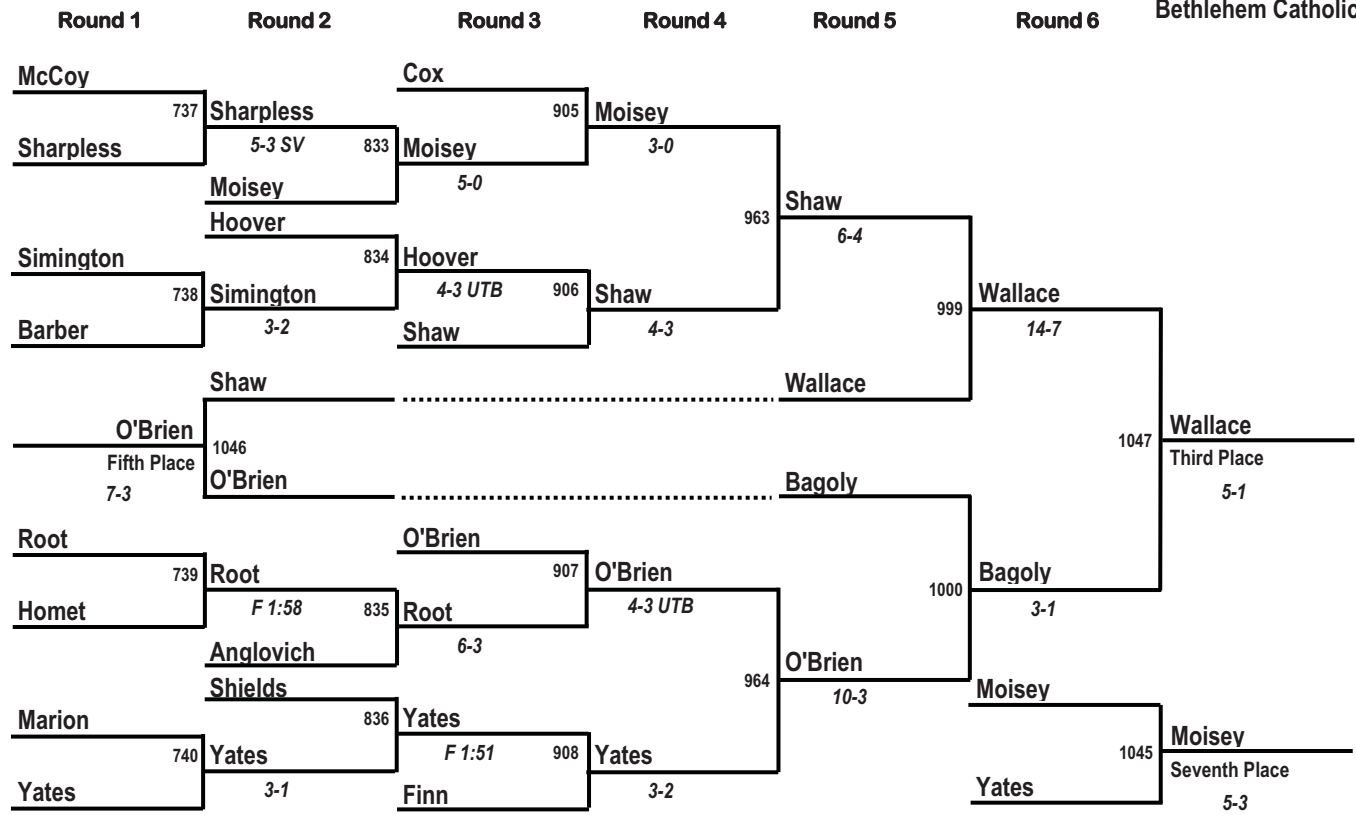 Bethlehem Catholic
Round 1 Round 2 Round 3 Round 4 Round 5 Round 6
McCoy
737
Sharpless
Sharpless
5-3 SV
833
Moisey
Cox
905
Moisey
5-0
Moisey
3-0
963
Hoover
834
Simington
738
Barber
Simington
3-2
Hoover
4-3 UTB
906
Shaw
Shaw
4-3
Shaw
6-4
999
Wallace
Wallace
14-7
Shaw
1046
O'Brien
O'Brien
Fifth Place
7-3
1047
Wallace
Third Place
5-1
Bagoly
1000
Bagoly
3-1
Root
739
Homet
Root
F 1:58
835
Anglovich
O'Brien
907
Root
6-3
O'Brien
4-3 UTB
964
O'Brien
10-3
Shields
836
Marion
740
Yates
Yates
3-1
Yates
F 1:51
908
Finn
Yates
3-2
Moisey
1045
Yates
Moisey
Seventh Place
5-3